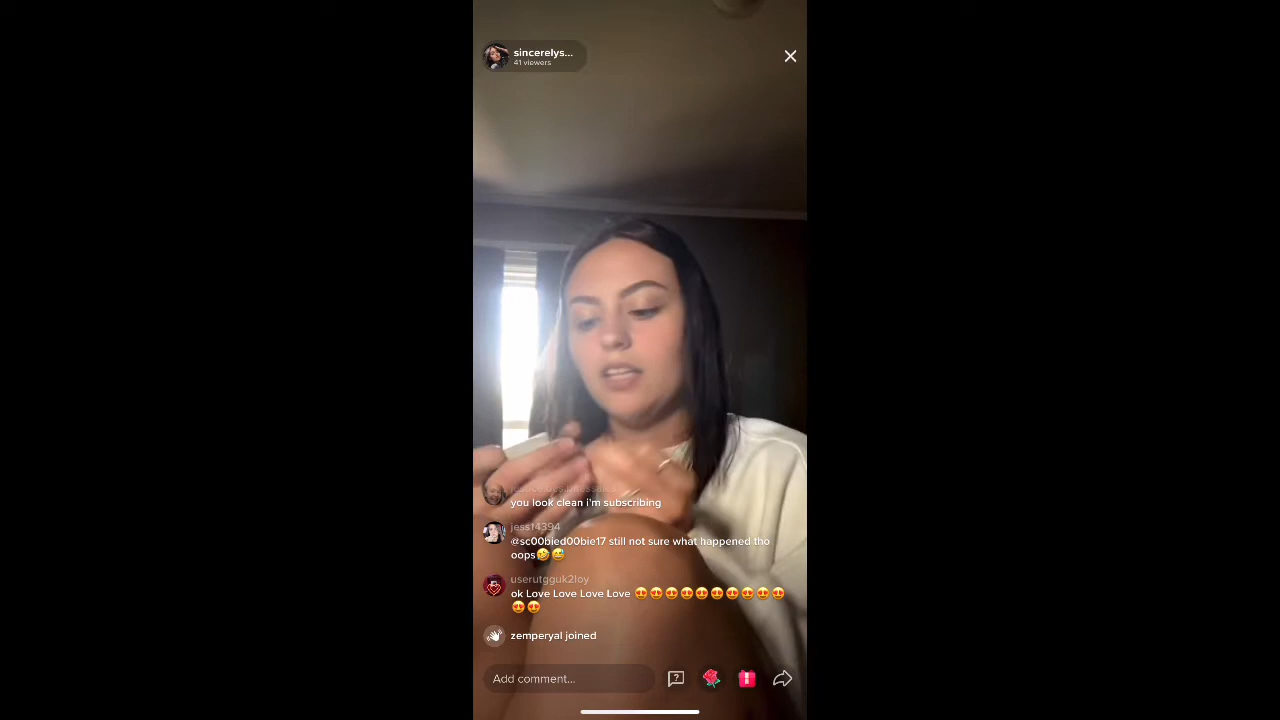 sincerelys...
41 viewers
you look clean i'm subscribing
jess14394
@sc00bied00bie17 still not sure what happened tho
oops🤣😅
userutgguk2loy
ok Love Love Love Love 😍😍😍😍😍😍😍😍😍😍
😍😍
zemperyal joined
Add comment...